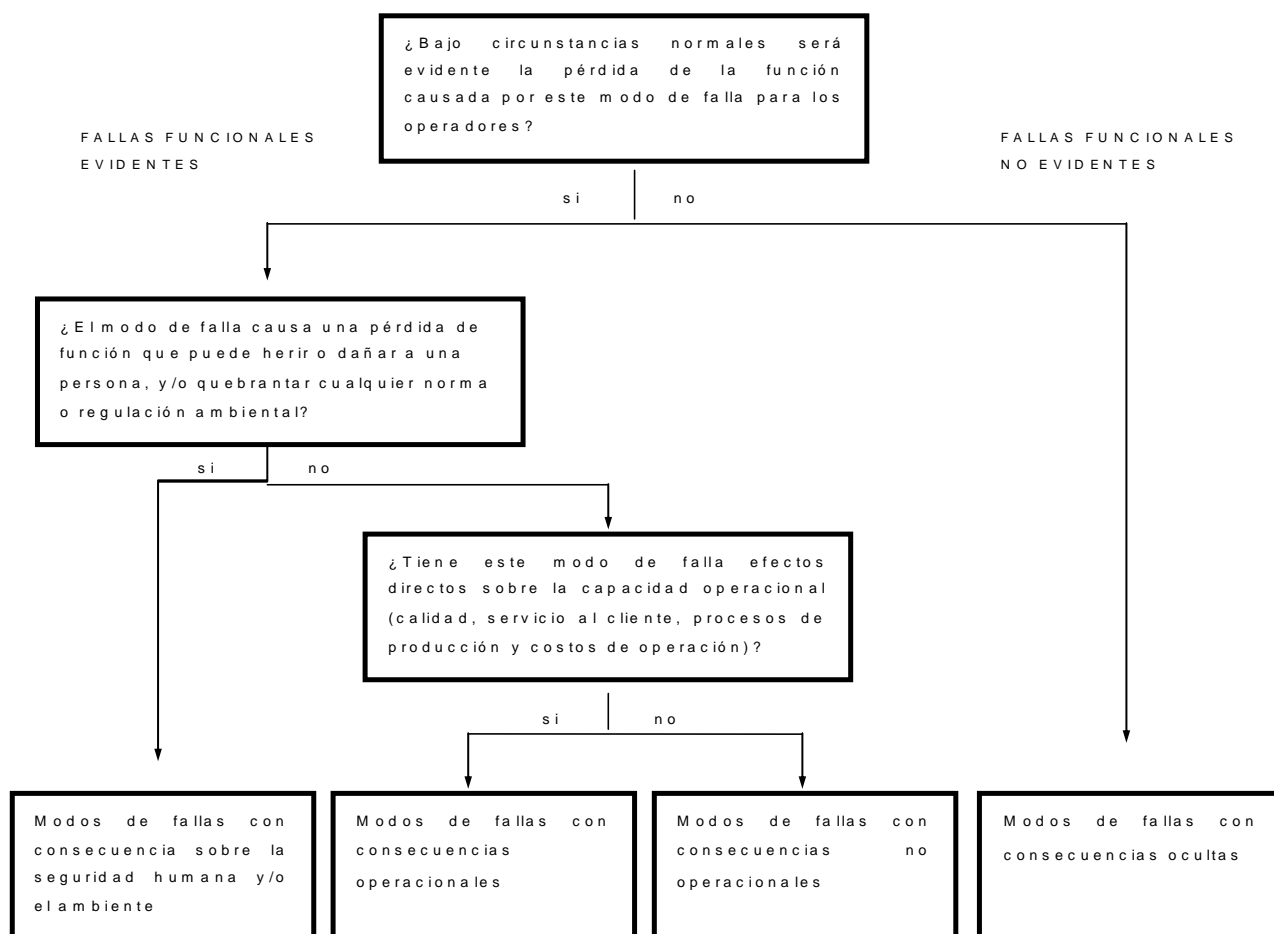 ¿Bajo circunstancias normales será
evidente la pérdida de la función
causada por este modo de falla para los
operadores?
FALLAS FUNCIONALES
EVIDENTES
FALLAS FUNCIONALES
NO EVIDENTES
si no
¿El modo de falla causa una pérdida de
función que puede herir o dañar a una
persona, y/o quebrantar cualquier norma
o regulación ambiental?
si no
¿Tiene este modo de falla efectos
directos sobre la capacidad operacional
(calidad, servicio al cliente, procesos de
producción y costos de operación)?
si no
Modos de fallas con
consecuencia sobre la
seguridad humana y/o
el ambiente
Modos de fallas con
consecuencias
operacionales
Modos de fallas con
consecuencias no
operacionales
Modos de fallas con
consecuencias ocultas